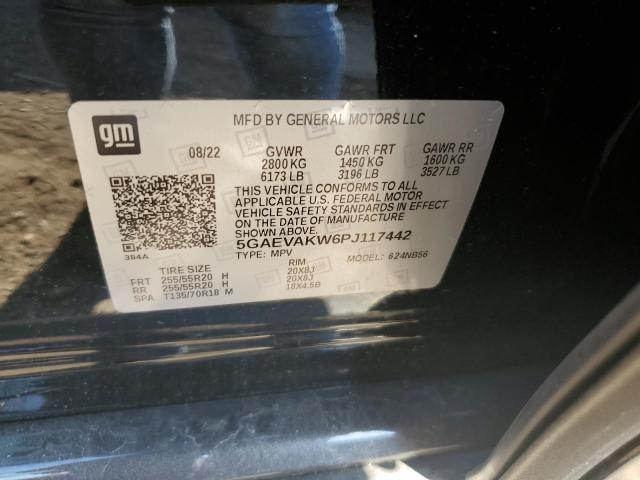 gm
MFD BY GENERAL MOTORS LLC
08/22 GVWR GAWR FRT GAWR RR
2800 KG 1450 KG 1600 KG
6173 LB 3196 LB 3527 LB
THIS VEHICLE CONFORMS TO ALL
APPLICABLE U.S. FEDERAL MOTOR
VEHICLE SAFETY STANDARDS IN EFFECT
ON THE DATE OF MANUFACTURE
SHOWN ABOVE.
5GAEVAKW6PJ117442
384A
TYPE: MPV MODEL: 624NB56
TIRE SIZE RIM
FRT 255/55R20 H 20X8J
RR 255/55R20 H 20X8J
SPA T135/70R18 M 18X4.5B